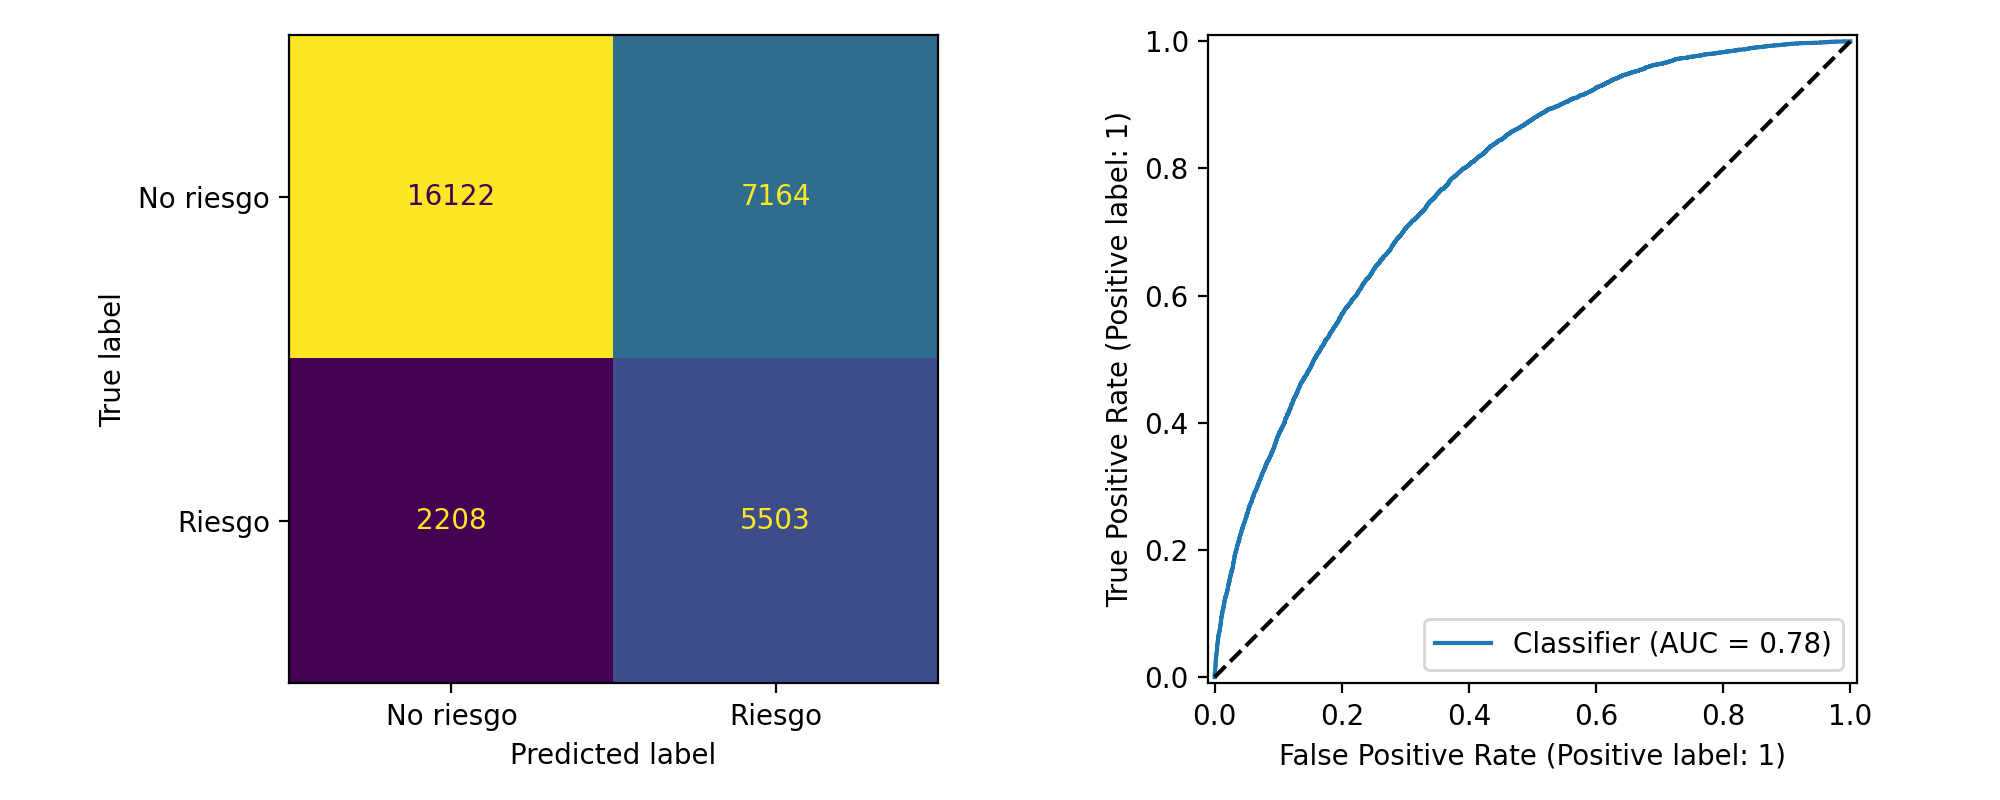 True label
No riesgo
Riesgo
16122
7164
2208
5503
No riesgo
Riesgo
Predicted label
True Positive Rate (Positive label: 1)
1.0
0.8
0.6
0.4
0.2
0.0
Classifier (AUC = 0.78)
0.0
0.2
0.4
0.6
0.8
1.0
False Positive Rate (Positive label: 1)